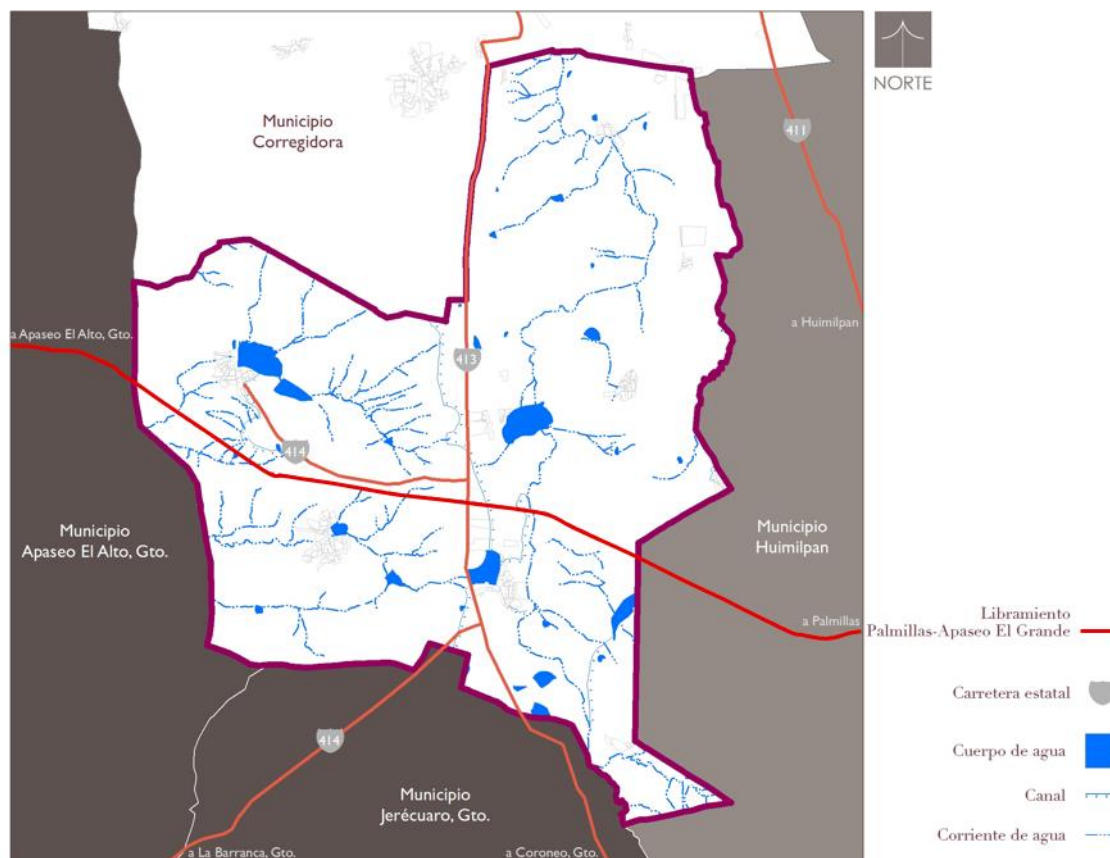 NORTE
Municipio
Corregidora
411
a Apaseo El Alto, Gto.
a Huimilpan
413
414
Municipio
Apaseo El Alto, Gto.
Municipio
Huimilpan
a Palmillas
Libramiento
Palmillas-Apaseo El Grande
Carretera estatal
414
Cuerpo de agua
Municipio
Jerécuaro, Gto.
Canal
Corriente de agua
a La Barranca, Gto.
a Coroneo, Gto.